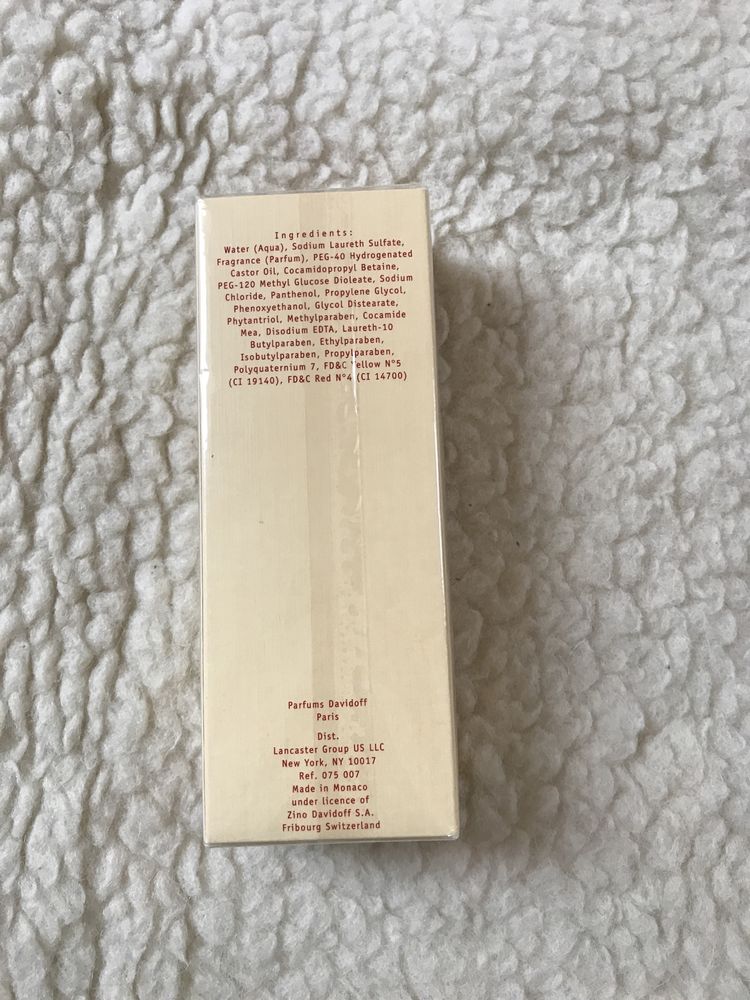 Ingredients:
Water (Aqua), Sodium Laureth Sulfate,
Fragrance (Parfum), PEG-40 Hydrogenated
Castor Oil, Cocamidopropyl Betaine,
PEG-120 Methyl Glucose Dioleate, Sodium
Chloride, Panthenol, Propylene Glycol,
Phenoxyethanol, Glycol Distearate,
Phytantriol, Methylparaben, Cocamide
Mea, Disodium EDTA, Laureth-10
Butylparaben, Ethylparaben,
Isobutylparaben, Propylparaben,
Polyquaternium 7, FD&C Yellow N°5
(CI 19140), FD&C Red N°4 (CI 14700)
Parfums Davidoff
Paris
Dist.
Lancaster Group US LLC
New York, NY 10017
Ref. 075 007
Made in Monaco
under licence of
Zino Davidoff S.A.
Fribourg Switzerland